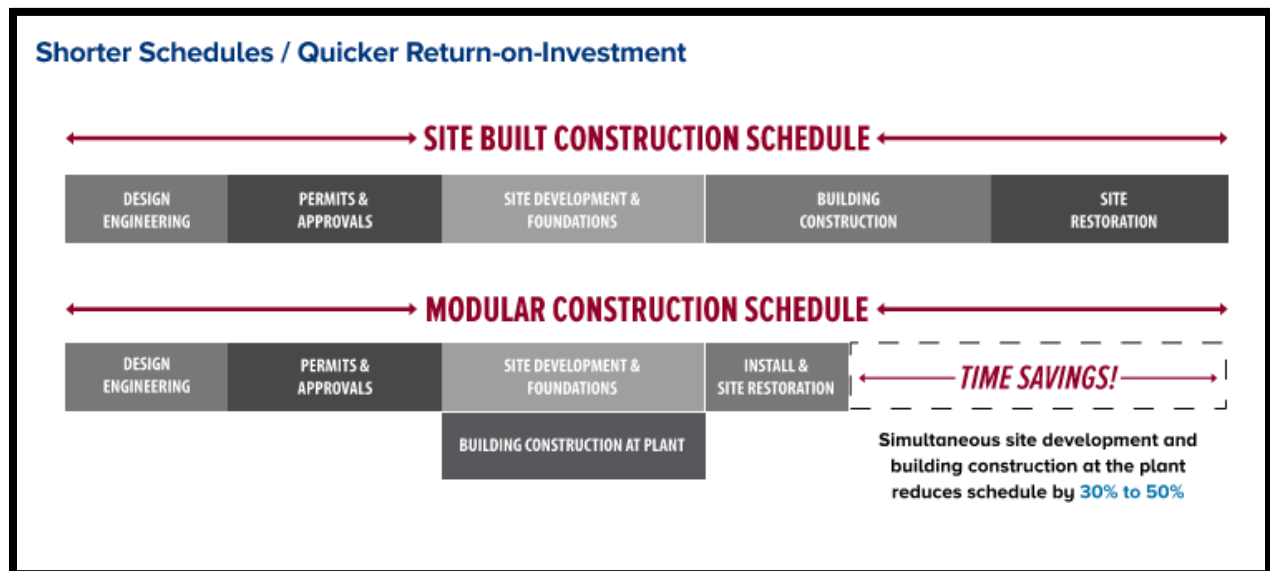 Shorter Schedules / Quicker Return-on-Investment
SITE BUILT CONSTRUCTION SCHEDULE
DESIGN
ENGINEERING
PERMITS &
APPROVALS
SITE DEVELOPMENT &
FOUNDATIONS
BUILDING
CONSTRUCTION
SITE
RESTORATION
MODULAR CONSTRUCTION SCHEDULE
DESIGN
ENGINEERING
PERMITS &
APPROVALS
SITE DEVELOPMENT &
FOUNDATIONS
INSTALL &
SITE RESTORATION
TIME SAVINGS!
BUILDING CONSTRUCTION AT PLANT
Simultaneous site development and
building construction at the plant
reduces schedule by 30% to 50%